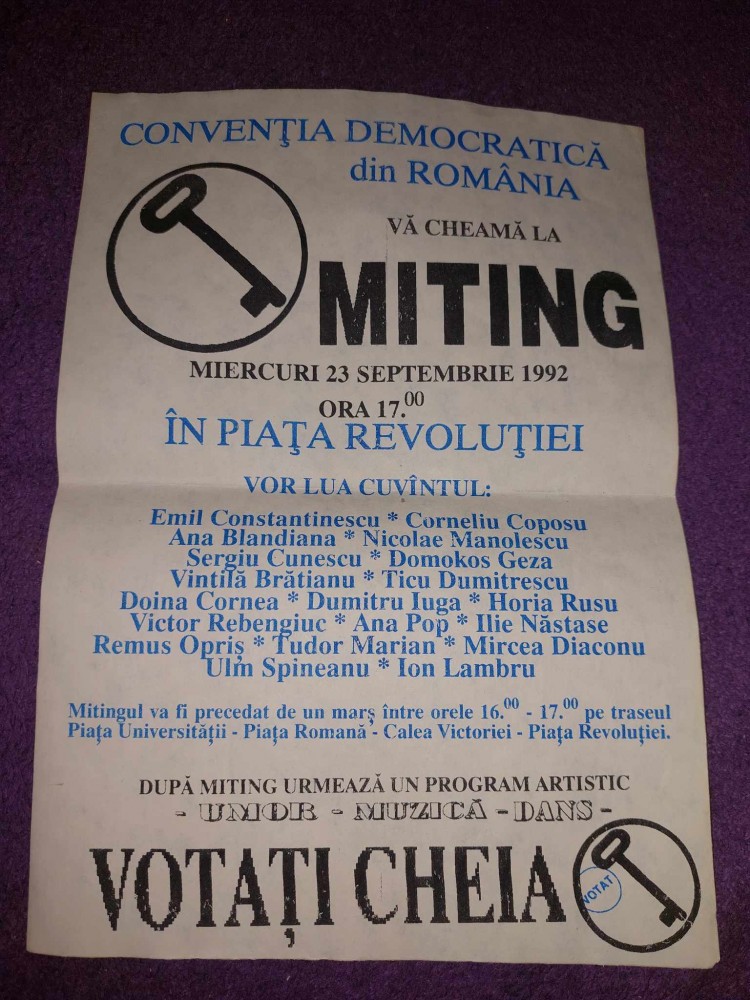 CONVENŢIA DEMOCRATICĂ
din ROMÂNIA
VĂ CHEAMĂ LA
MITING
MIERCURI 23 SEPTEMBRIE 1992
ORA 17.00
ÎN PIAŢA REVOLUŢIEI
VOR LUA CUVÎNTUL:
Emil Constantinescu * Corneliu Coposu
Ana Blandiana * Nicolae Manolescu
Sergiu Cunescu * Domokos Geza
Vintilă Brătianu * Ticu Dumitrescu
Doina Cornea * Dumitru Iuga * Horia Rusu
Victor Rebengiuc * Ana Pop * Ilie Năstase
Remus Opriş * Tudor Marian * Mircea Diaconu
Ulm Spineanu * Ion Lambru
Mitingul va fi precedat de un marş între orele 16.00 - 17.00 pe traseul
Piaţa Universităţii - Piaţa Romană - Calea Victoriei - Piaţa Revoluţiei.
DUPĂ MITING URMEAZĂ UN PROGRAM ARTISTIC
- UMOR - MUZICĂ - DANS -
VOTAŢI CHEIA
VOTAT